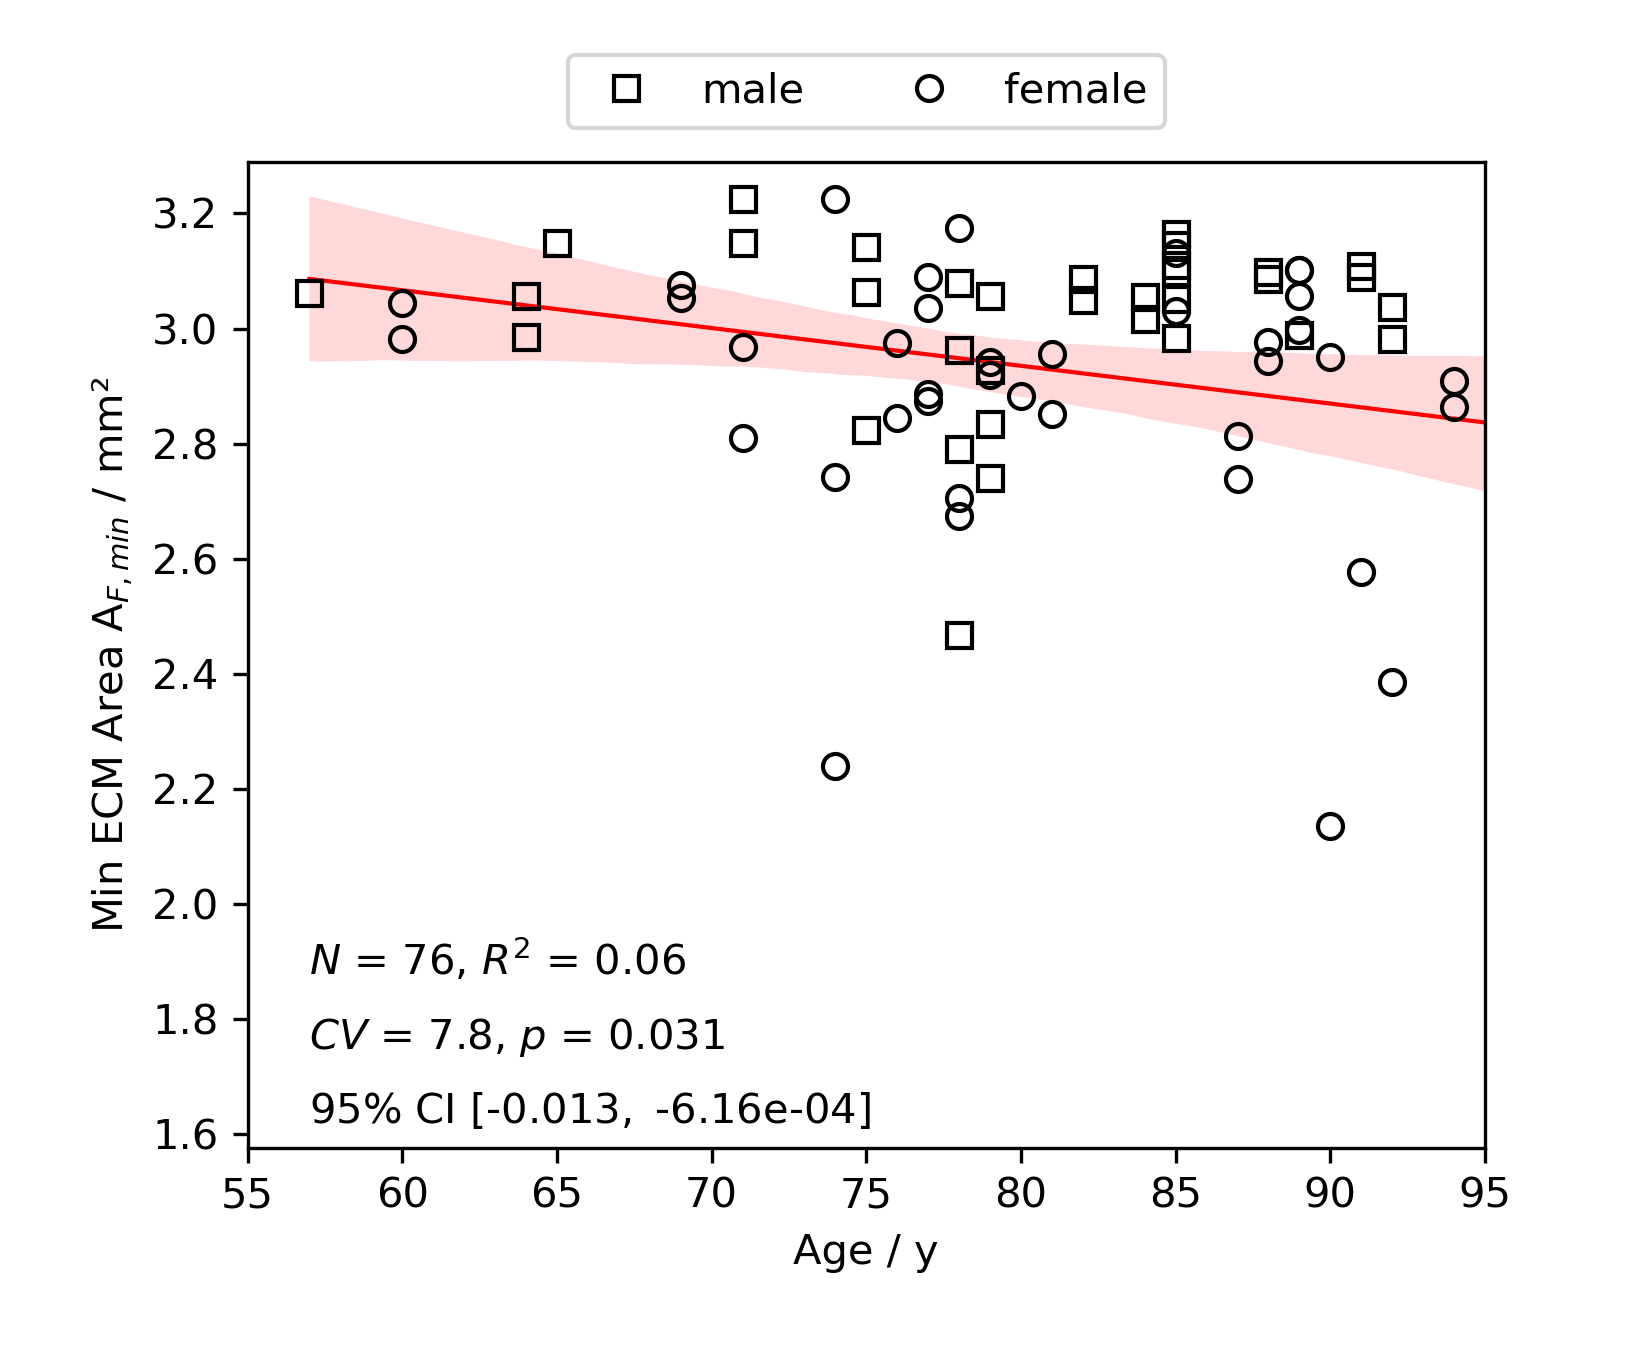 male female
3.2
3.0
2.8
2.6
2.4
2.2
2.0
1.8
1.6
Min ECM Area A_{F, min} / mm²
N = 76, R² = 0.06
CV = 7.8, p = 0.031
95% CI [-0.013, -6.16e-04]
55 60 65 70 75 80 85 90 95
Age / y